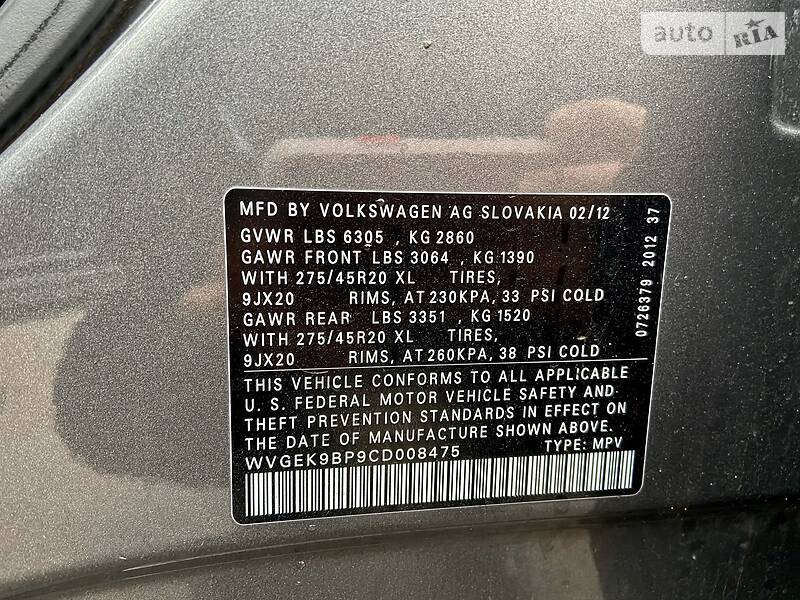 auto RIA
MFD BY VOLKSWAGEN AG SLOVAKIA 02/12
GVWR LBS 6305 , KG 2860
GAWR FRONT LBS 3064 , KG 1390
WITH 275/45R20 XL TIRES,
9JX20 RIMS, AT 230KPA, 33 PSI COLD
GAWR REAR LBS 3351 , KG 1520
WITH 275/45R20 XL TIRES,
9JX20 RIMS, AT 260KPA, 38 PSI COLD
0726379 2012 37
THIS VEHICLE CONFORMS TO ALL APPLICABLE
U. S. FEDERAL MOTOR VEHICLE SAFETY AND
THEFT PREVENTION STANDARDS IN EFFECT ON
THE DATE OF MANUFACTURE SHOWN ABOVE.
WVGEK9BP9CD008475 TYPE: MPV